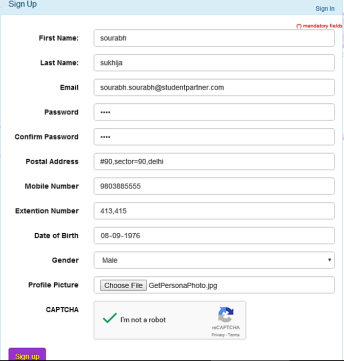 Sign Up
Sign In
(*) mandatory fields
First Name: sourabh
Last Name: sukhija
Email sourabh.sourabh@studentpartner.com
Password ••••
Confirm Password ••••
Postal Address #90,sector=90,delhi
Mobile Number 9803885555
Extention Number 413,415
Date of Birth 08-09-1976
Gender Male
Profile Picture Choose File GetPersonaPhoto.jpg
CAPTCHA
I'm not a robot
reCAPTCHA
Privacy - Terms
Sign up